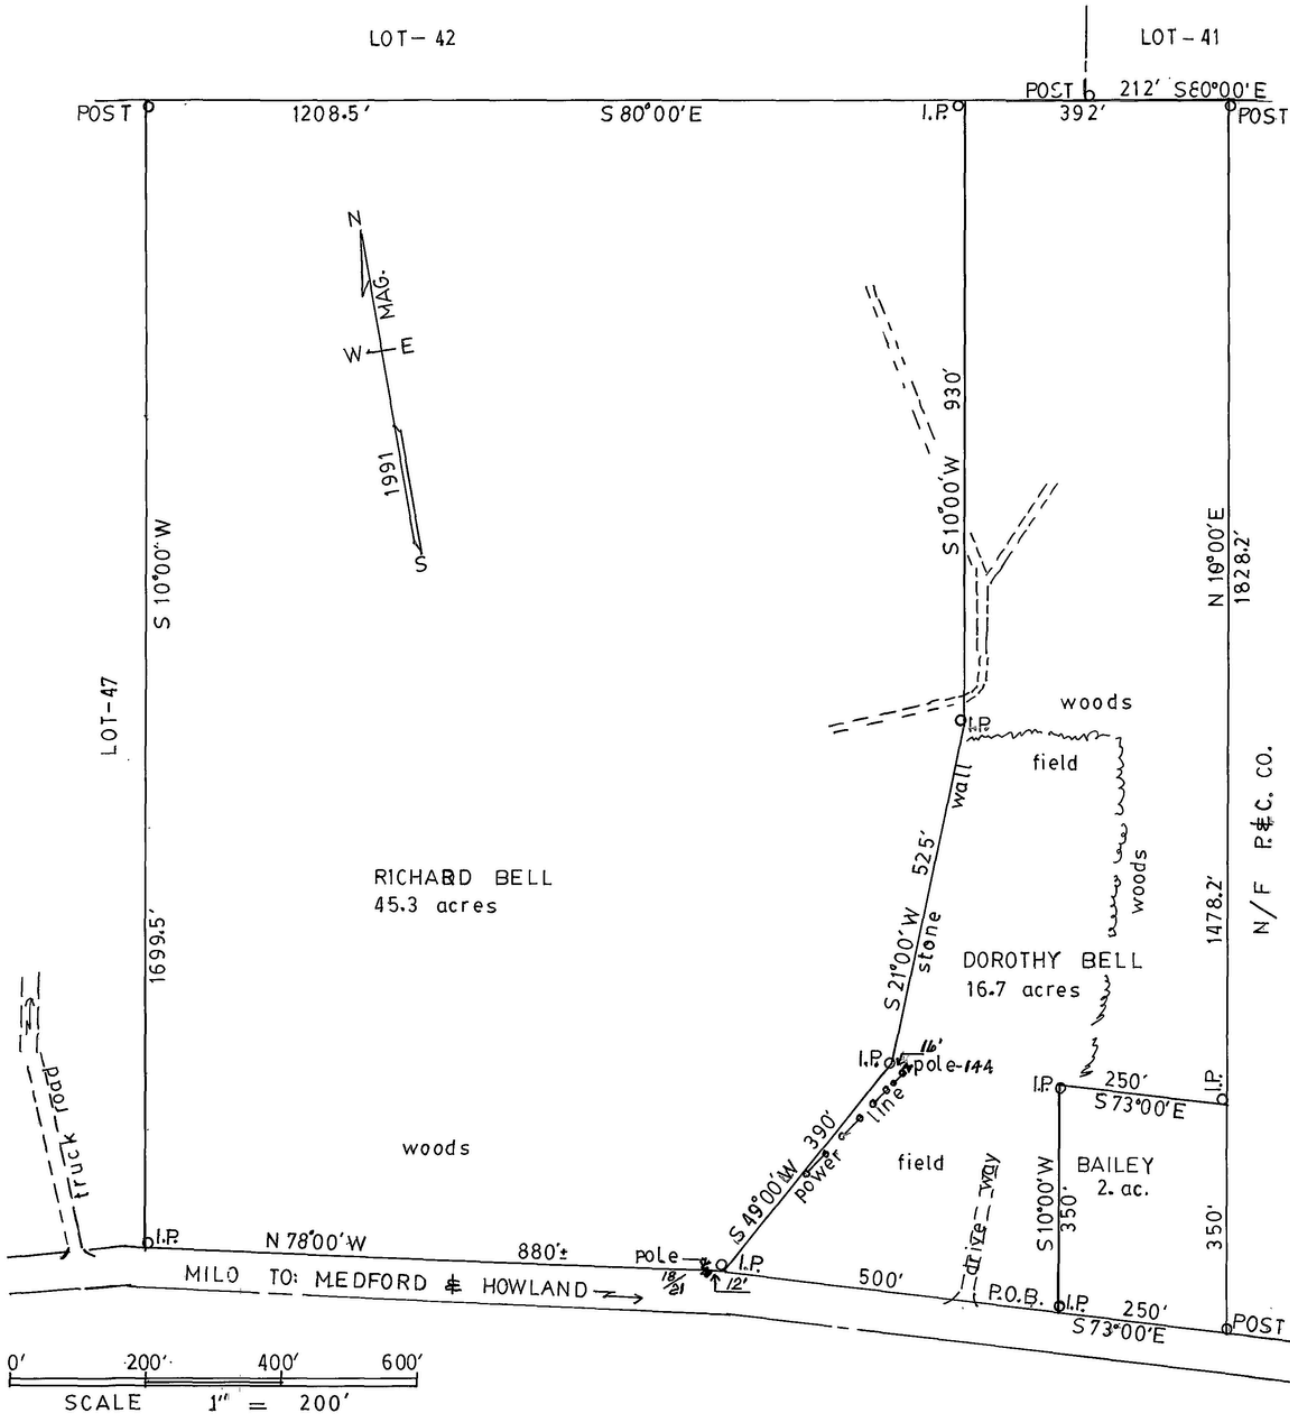 LOT-42
LOT-41
POST 212' S80°00'E
POST
1208.5'
S 80°00'E
I.P.
392'
POST
N
MAG.
W E
1991
S
S 10°00'W 930'
S 10°00'W
1699.5'
LOT-47
N 10°00'E
1828.2'
1478.2'
N/F P.&C. CO.
woods
I.P.
field
woods
wall
S 21°00'W 525'
stone
RICHARD BELL
45.3 acres
DOROTHY BELL
16.7 acres
I.P.
16'
pole-144
I.P.
250'
I.P.
S 73°00'E
line
S 49°00'W 390'
power
woods
field
BAILEY
2. ac.
S 10°00'W
350'
350'
truck road
drive way
I.P.
N 78°00'W
880'±
pole
18/21
I.P.
12'
500'
P.O.B.
I.P.
250'
S 73°00'E
POST
MILO TO: MEDFORD & HOWLAND
0' 200' 400' 600'
SCALE 1" = 200'